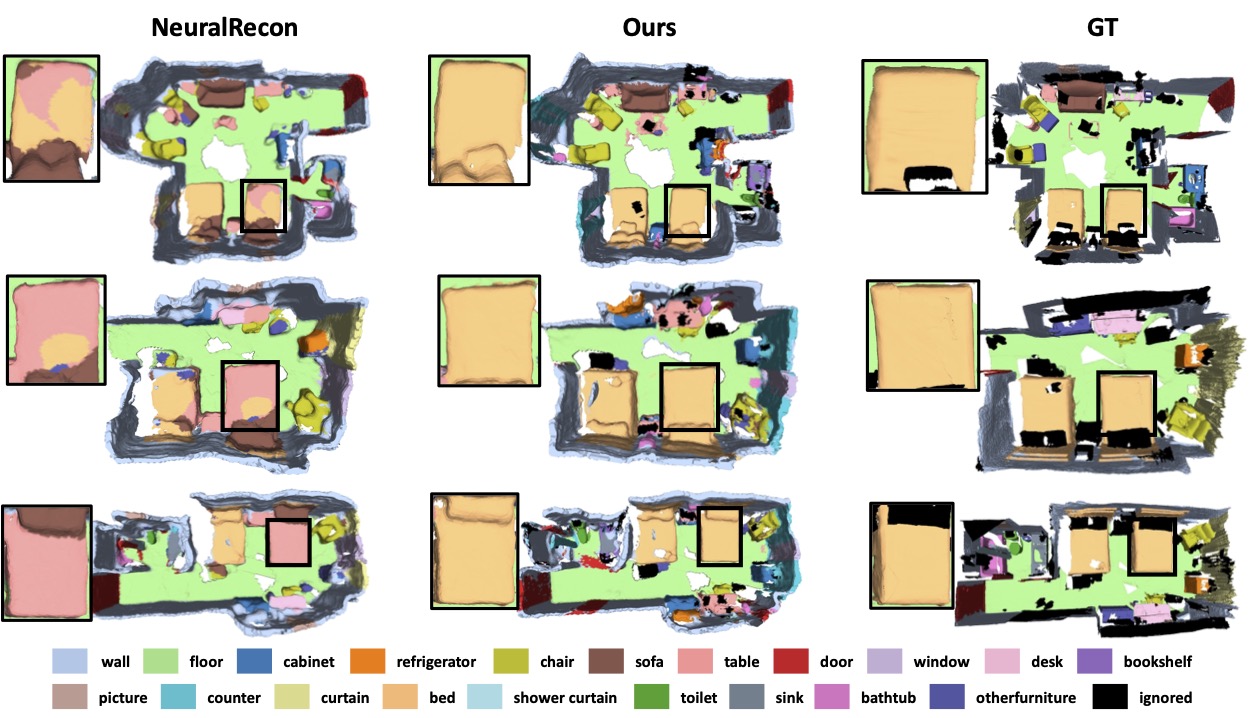 NeuralRecon Ours GT
wall floor cabinet refrigerator chair sofa table door window desk bookshelf
picture counter curtain bed shower curtain toilet sink bathtub otherfurniture ignored